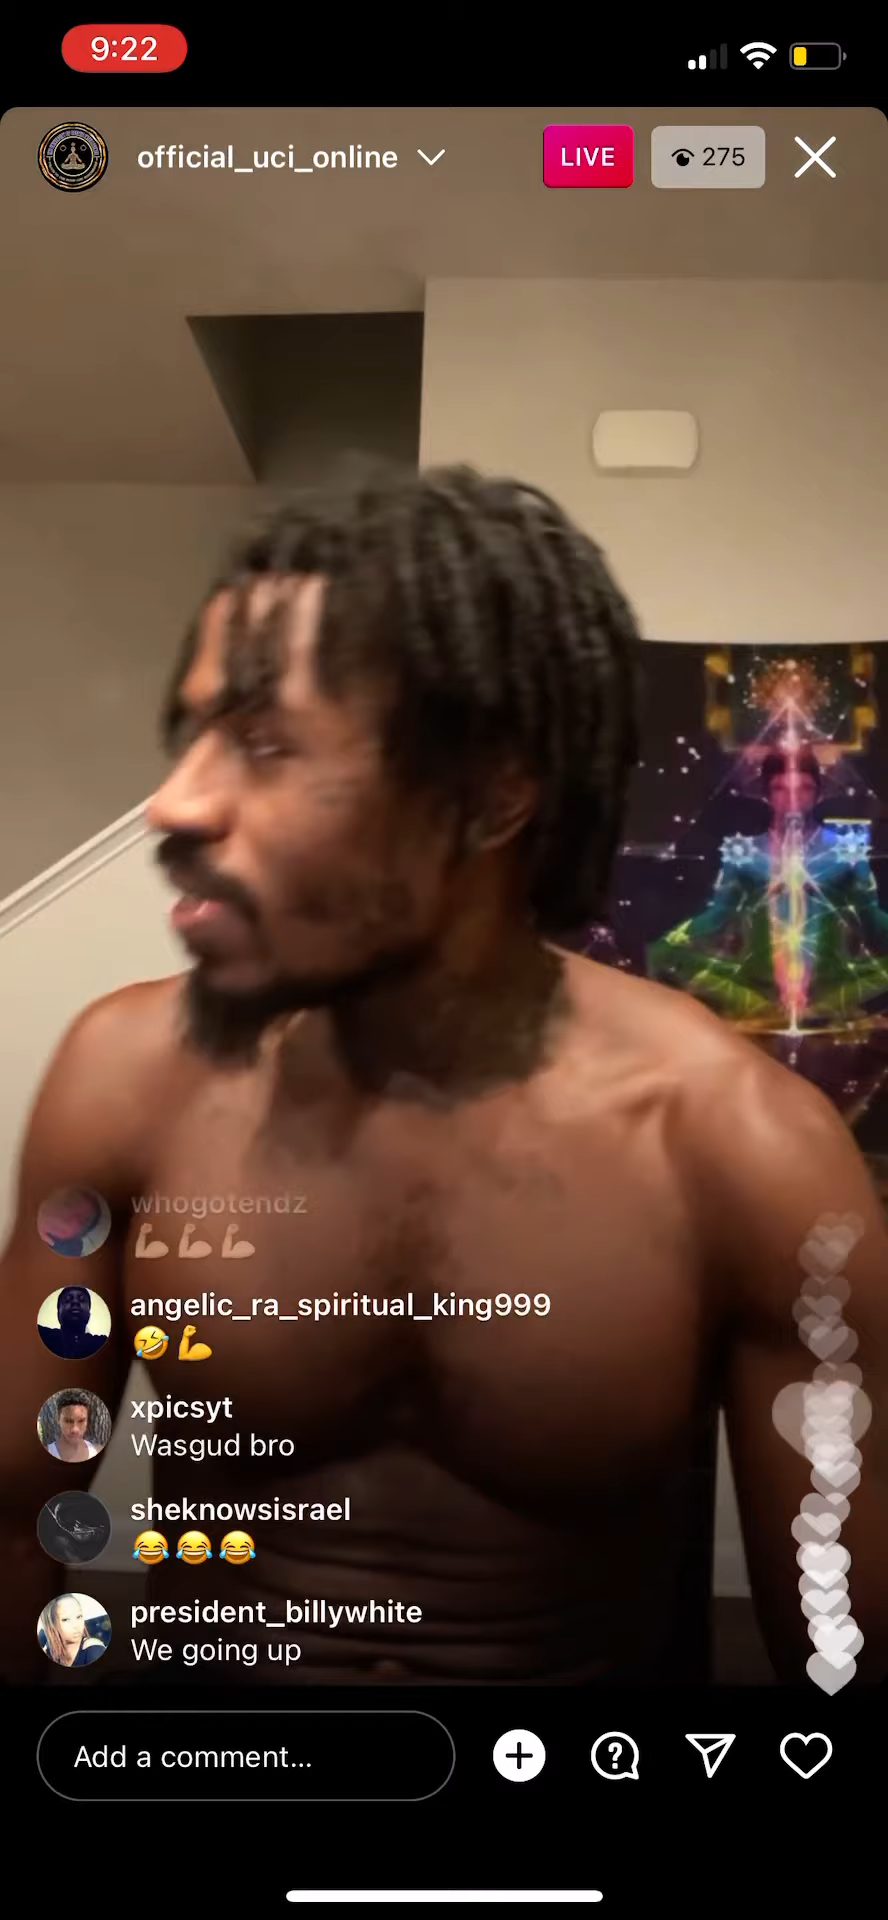 9:22
official_uci_online
LIVE
275
whogotendz
💪💪💪
angelic_ra_spiritual_king999
🤣💪
xpicsyt
Wasgud bro
sheknowsisrael
😂😂😂
president_billywhite
We going up
Add a comment...